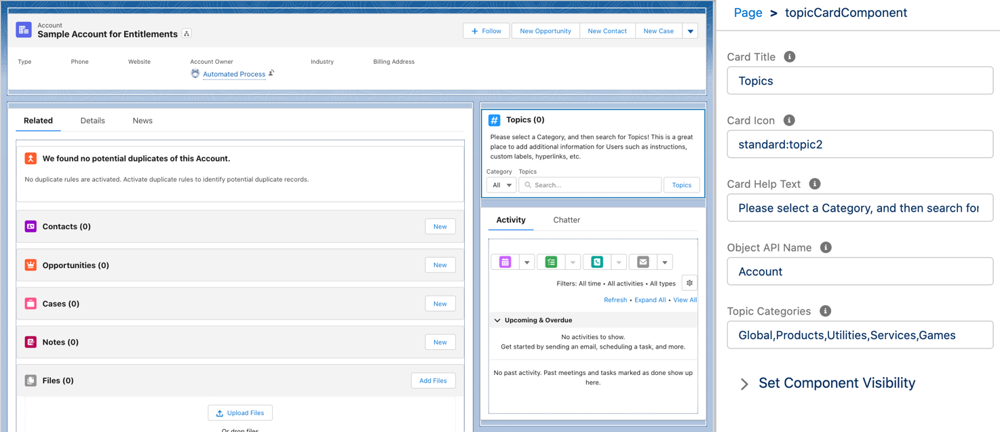 Account
Sample Account for Entitlements
Follow
New Opportunity
New Contact
New Case
Type
Phone
Website
Account Owner
Industry
Billing Address
Automated Process
Related
Details
News
We found no potential duplicates of this Account.
No duplicate rules are activated. Activate duplicate rules to identify potential duplicate records.
Contacts (0)
New
Opportunities (0)
New
Cases (0)
New
Notes (0)
New
Files (0)
Add Files
Upload Files
Or drop files
Topics (0)
Please select a Category, and then search for Topics! This is a great
place to add additional information for Users such as instructions,
custom labels, hyperlinks, etc.
Category
Topics
All
Search...
Topics
Activity
Chatter
Filters: All time • All activities • All types
Refresh • Expand All • View All
Upcoming & Overdue
No activities to show.
Get started by sending an email, scheduling a task, and more.
No past activity. Past meetings and tasks marked as done show up
here.
Page > topicCardComponent
Card Title
Topics
Card Icon
standard:topic2
Card Help Text
Please select a Category, and then search for
Object API Name
Account
Topic Categories
Global,Products,Utilities,Services,Games
Set Component Visibility